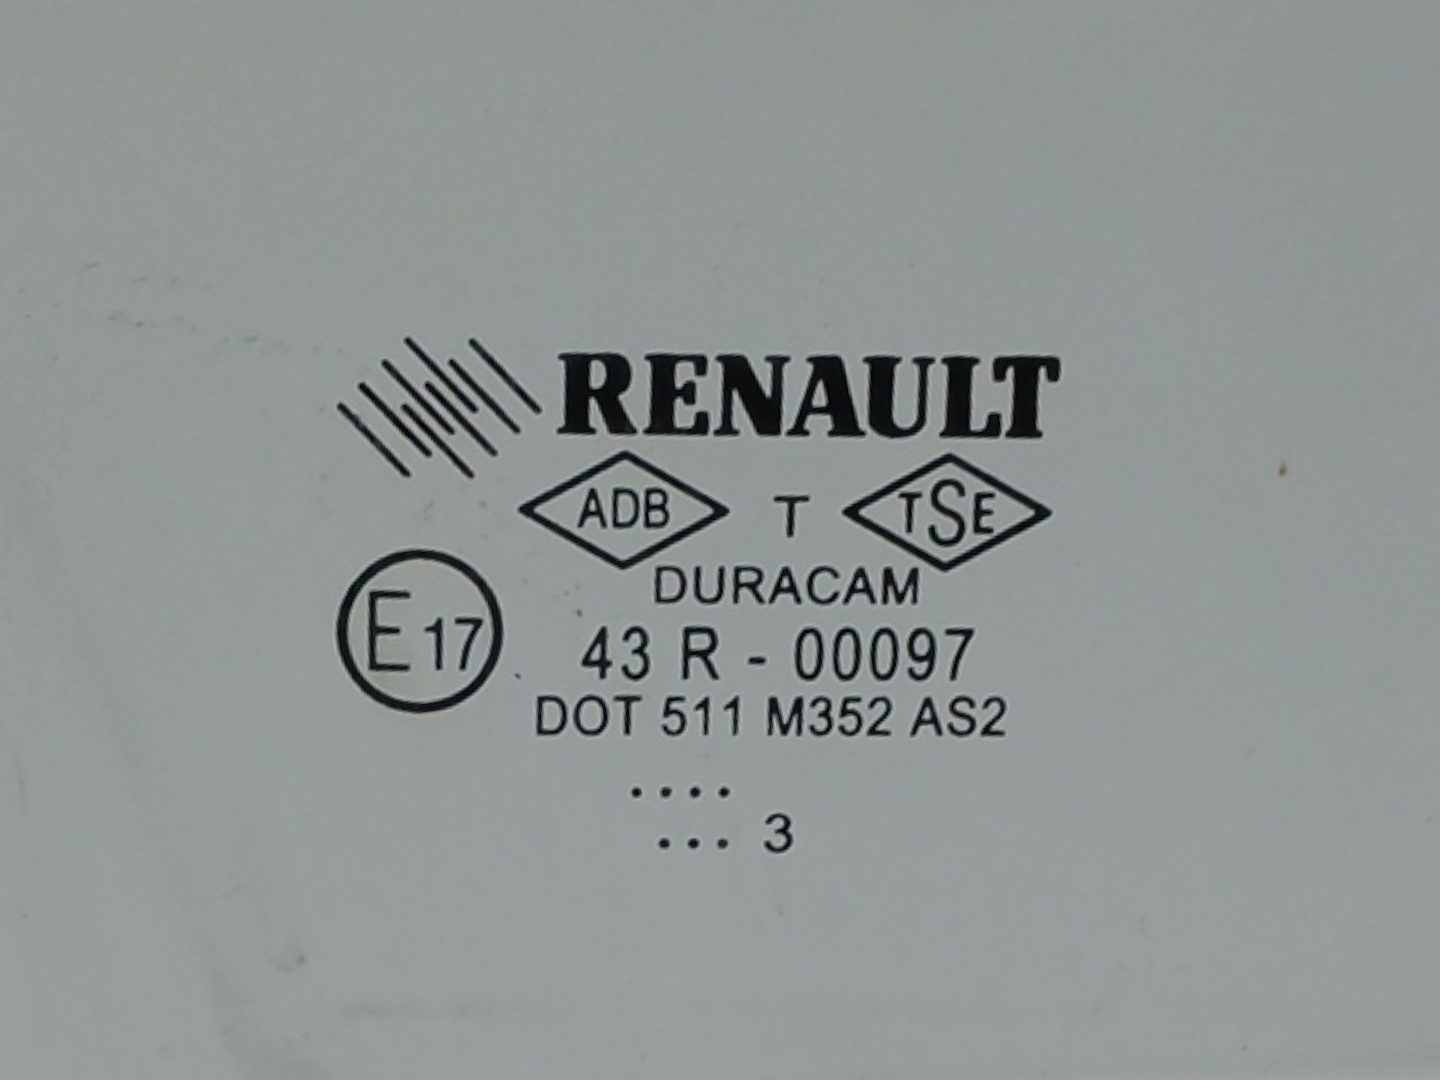 RENAULT
ADB T TSE
DURACAM
E17 43 R - 00097
DOT 511 M352 AS2
....
... 3